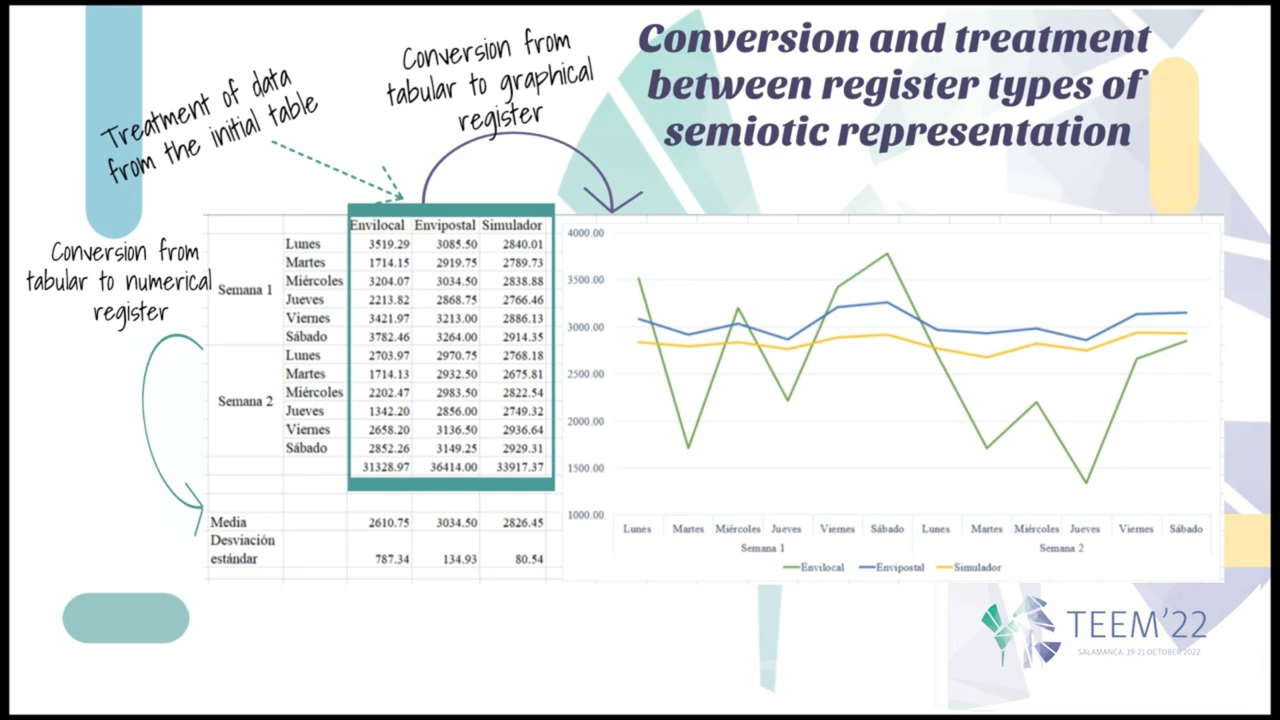 Conversion and treatment
between register types of
semiotic representation
Conversion from
tabular to graphical
register
Treatment of data
from the initial table
Conversion from
tabular to numerical
register
Envilocal Envipostal Simulador
Semana 1
Lunes 3519.29 3085.50 2840.01
Martes 1714.15 2919.75 2789.73
Miércoles 3204.07 3034.50 2838.88
Jueves 2213.82 2868.75 2766.46
Viernes 3421.97 3213.00 2886.13
Sábado 3782.46 3264.00 2914.35
Semana 2
Lunes 2703.97 2970.75 2768.18
Martes 1714.13 2932.50 2675.81
Miércoles 2202.47 2983.50 2822.54
Jueves 1342.20 2856.00 2749.32
Viernes 2658.20 3136.50 2936.64
Sábado 2852.26 3149.25 2929.31
31328.97 36414.00 33917.37
Media 2610.75 3034.50 2826.45
Desviación
estándar 787.34 134.93 80.54
4000.00
3500.00
3000.00
2500.00
2000.00
1500.00
1000.00
Lunes Martes Miércoles Jueves Viernes Sábado Lunes Martes Miércoles Jueves Viernes Sábado
Semana 1 Semana 2
Envilocal Envipostal Simulador
TEEM'22
SALAMANCA, 19-21 OCTOBER 2022